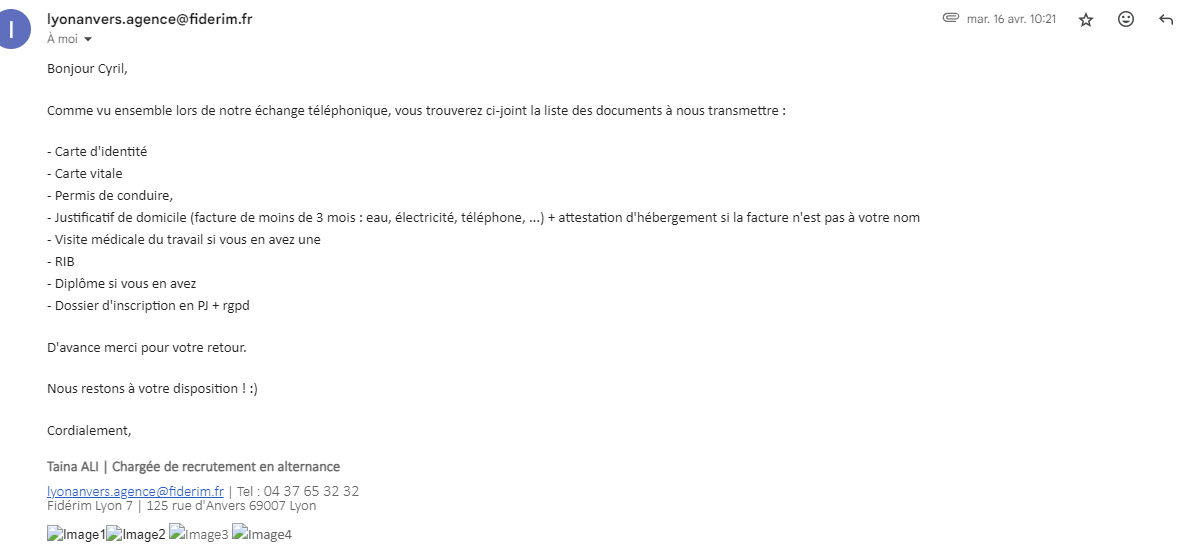 lyonanvers.agence@fiderim.fr
mar. 16 avr. 10:21
À moi
Bonjour Cyril,
Comme vu ensemble lors de notre échange téléphonique, vous trouverez ci-joint la liste des documents à nous transmettre :
- Carte d'identité
- Carte vitale
- Permis de conduire,
- Justificatif de domicile (facture de moins de 3 mois : eau, électricité, téléphone, ...) + attestation d'hébergement si la facture n'est pas à votre nom
- Visite médicale du travail si vous en avez une
- RIB
- Diplôme si vous en avez
- Dossier d'inscription en PJ + rgpd
D'avance merci pour votre retour.
Nous restons à votre disposition ! :)
Cordialement,
Taina ALI | Chargée de recrutement en alternance
lyonanvers.agence@fiderim.fr | Tel : 04 37 65 32 32
Fidérim Lyon 7 | 125 rue d'Anvers 69007 Lyon
Image1 Image2 Image3 Image4